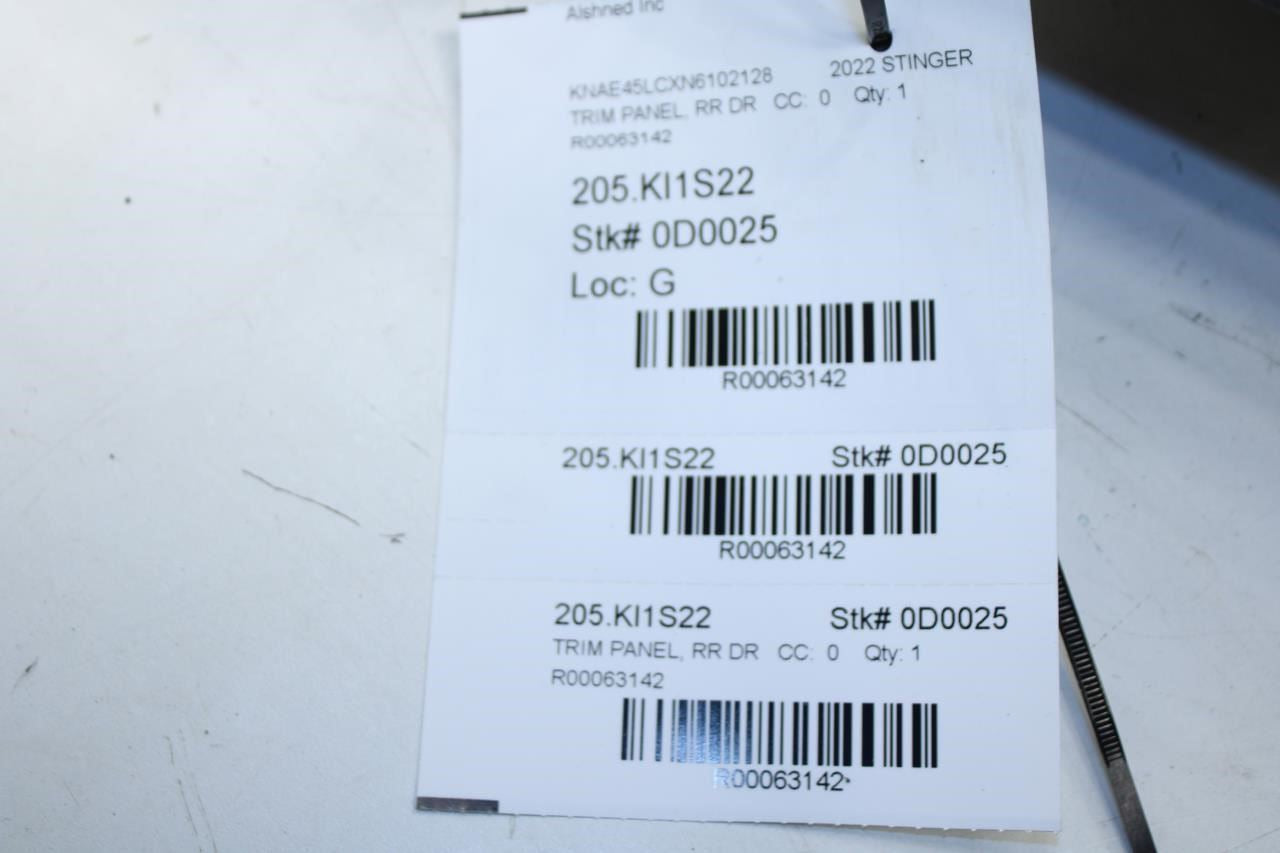 Alshned Inc
KNAE45LCXN6102128 2022 STINGER
TRIM PANEL, RR DR CC: 0 Qty: 1
R00063142
205.KI1S22
Stk# 0D0025
Loc: G
R00063142
205.KI1S22 Stk# 0D0025
R00063142
205.KI1S22 Stk# 0D0025
TRIM PANEL, RR DR CC: 0 Qty: 1
R00063142
R00063142*